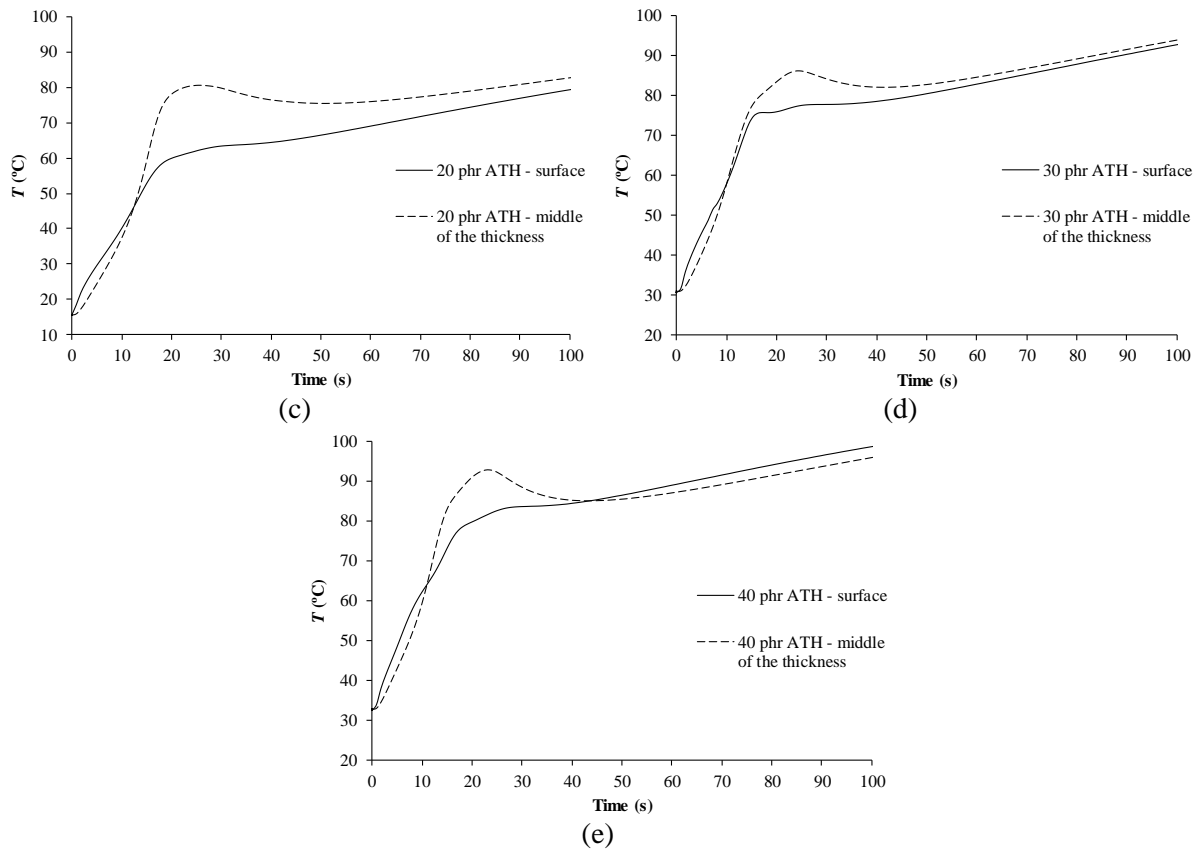 100
90
80
70
60
50
40
30
20
10
T (ºC)
0 10 20 30 40 50 60 70 80 90 100
Time (s)
20 phr ATH - surface
20 phr ATH - middle
of the thickness
(c)
100
90
80
70
60
50
40
30
20
T (ºC)
0 10 20 30 40 50 60 70 80 90 100
Time (s)
30 phr ATH - surface
30 phr ATH - middle
of the thickness
(d)
100
90
80
70
60
50
40
30
20
T (ºC)
0 10 20 30 40 50 60 70 80 90 100
Time (s)
40 phr ATH - surface
40 phr ATH - middle
of the thickness
(e)